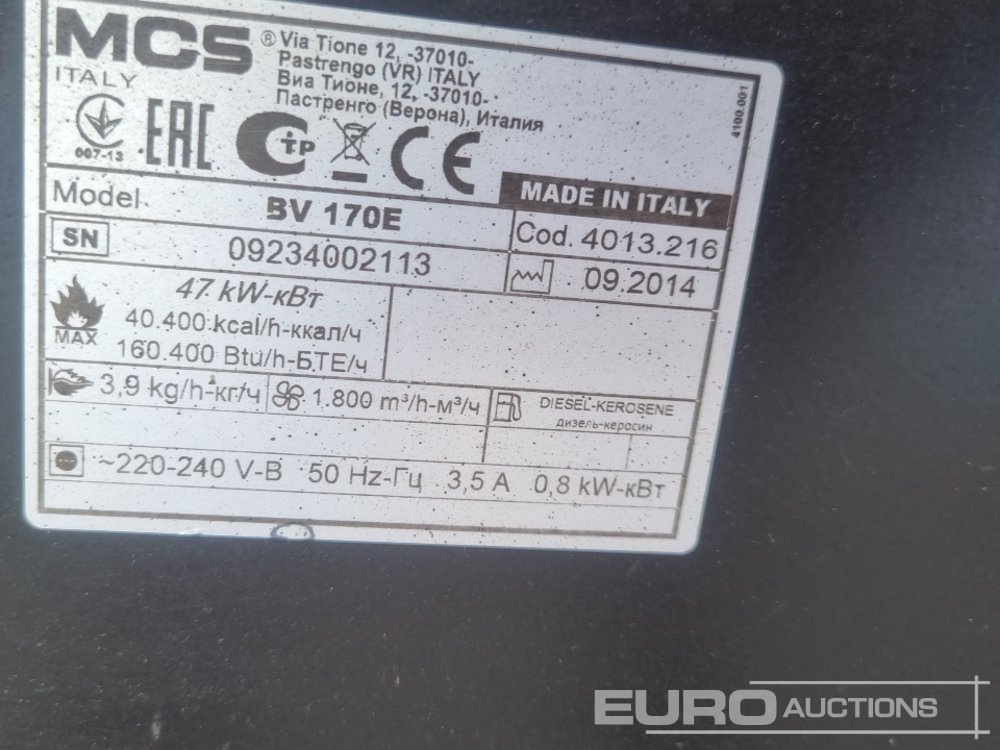 MCS ®
ITALY
Via Tione 12, -37010-
Pastrengo (VR) ITALY
Виа Тионе, 12, -37010-
Пастренго (Верона), Италия
4100.001
007-13
EAC
CE
MADE IN ITALY
Model BV 170E
Cod. 4013.216
SN 09234002113
09.2014
MAX
47 kW-кВт
40.400 kcal/h-ккал/ч
160.400 Btu/h-БТЕ/ч
3,9 kg/h-кг/ч
1.800 m³/h-м³/ч
DIESEL-KEROSENE
дизель-керосин
~220-240 V-В 50 Hz-Гц 3,5 A 0,8 kW-кВт
EURO AUCTIONS